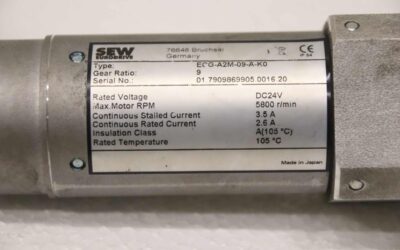 SEW
EURODRIVE
76646 Bruchsal
Germany
CE
Type: ECG-A2M-09-A-K0
Gear Ratio: 9
Serial No.: 01.7909869905.0016.20
Rated Voltage DC24V
Max.Motor RPM 5800 r/min
Continuous Stalled Current 3.5 A
Continuous Rated Current 2.6 A
Insulation Class A(105 °C)
Rated Temperature 105 °C
Made in Japan